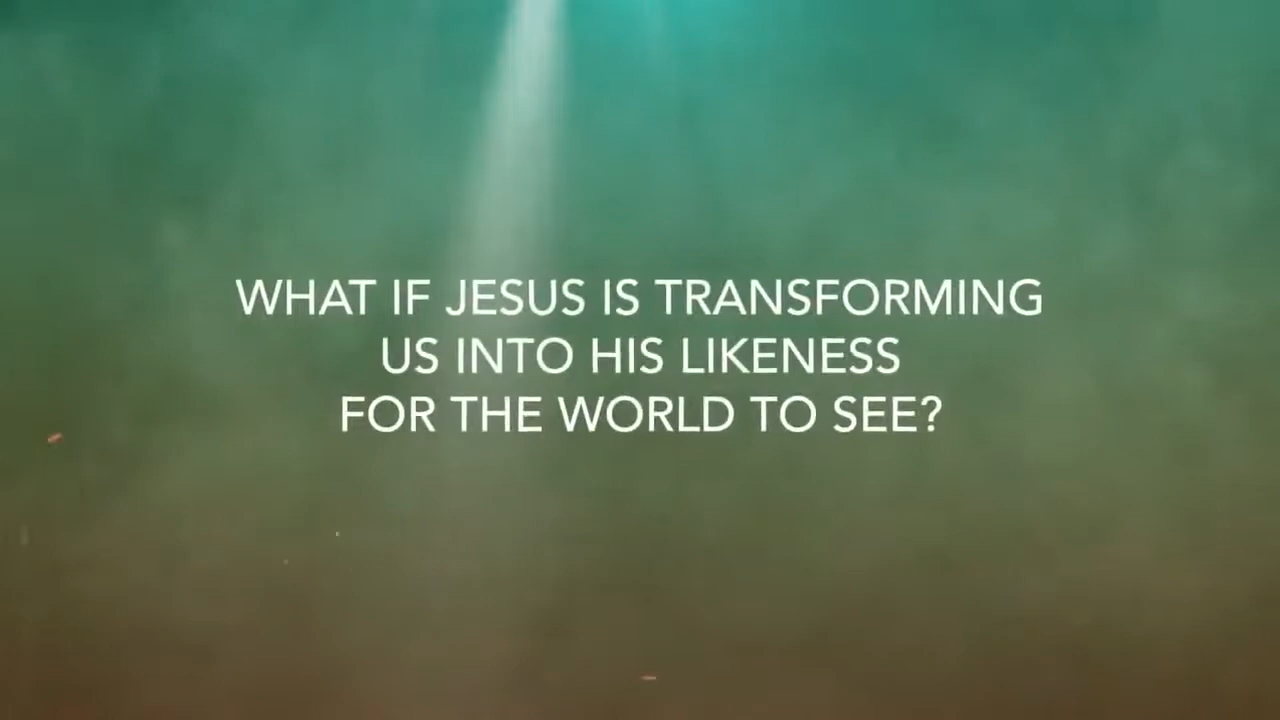 WHAT IF JESUS IS TRANSFORMING
US INTO HIS LIKENESS
FOR THE WORLD TO SEE?